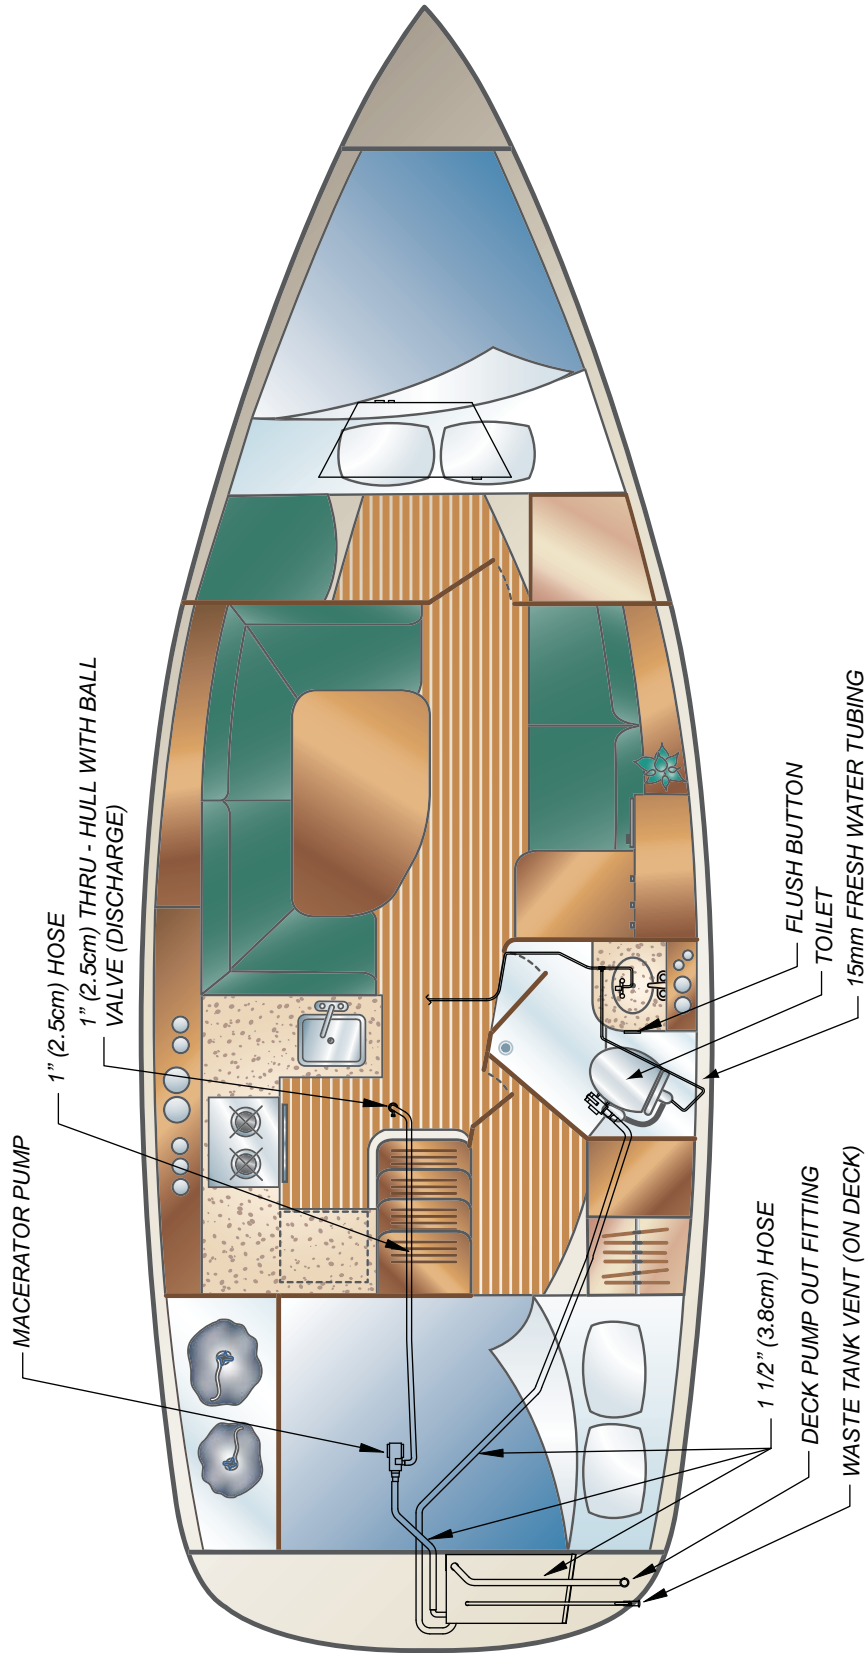 MACERATOR PUMP
1” (2.5cm) HOSE
1” (2.5cm) THRU - HULL WITH BALL
VALVE (DISCHARGE)
FLUSH BUTTON
TOILET
15mm FRESH WATER TUBING
1 1/2” (3.8cm) HOSE
DECK PUMP OUT FITTING
WASTE TANK VENT (ON DECK)